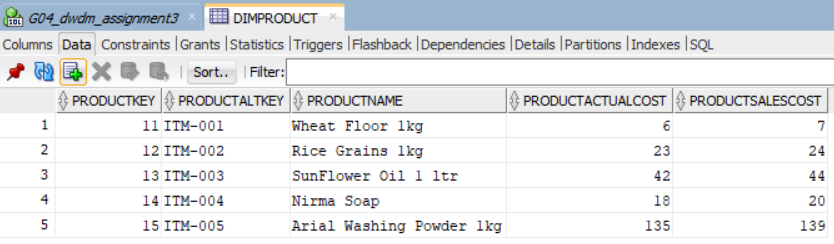 G04_dwdm_assignment3 DIMPRODUCT
Columns Data Constraints Grants Statistics Triggers Flashback Dependencies Details Partitions Indexes SQL
SQL Sort.. Filter:
PRODUCTKEY PRODUCTALTKEY PRODUCTNAME PRODUCTACTUALCOST PRODUCTSALESCOST
1 11 ITM-001 Wheat Floor 1kg 6 7
2 12 ITM-002 Rice Grains 1kg 23 24
3 13 ITM-003 SunFlower Oil 1 ltr 42 44
4 14 ITM-004 Nirma Soap 18 20
5 15 ITM-005 Arial Washing Powder 1kg 135 139